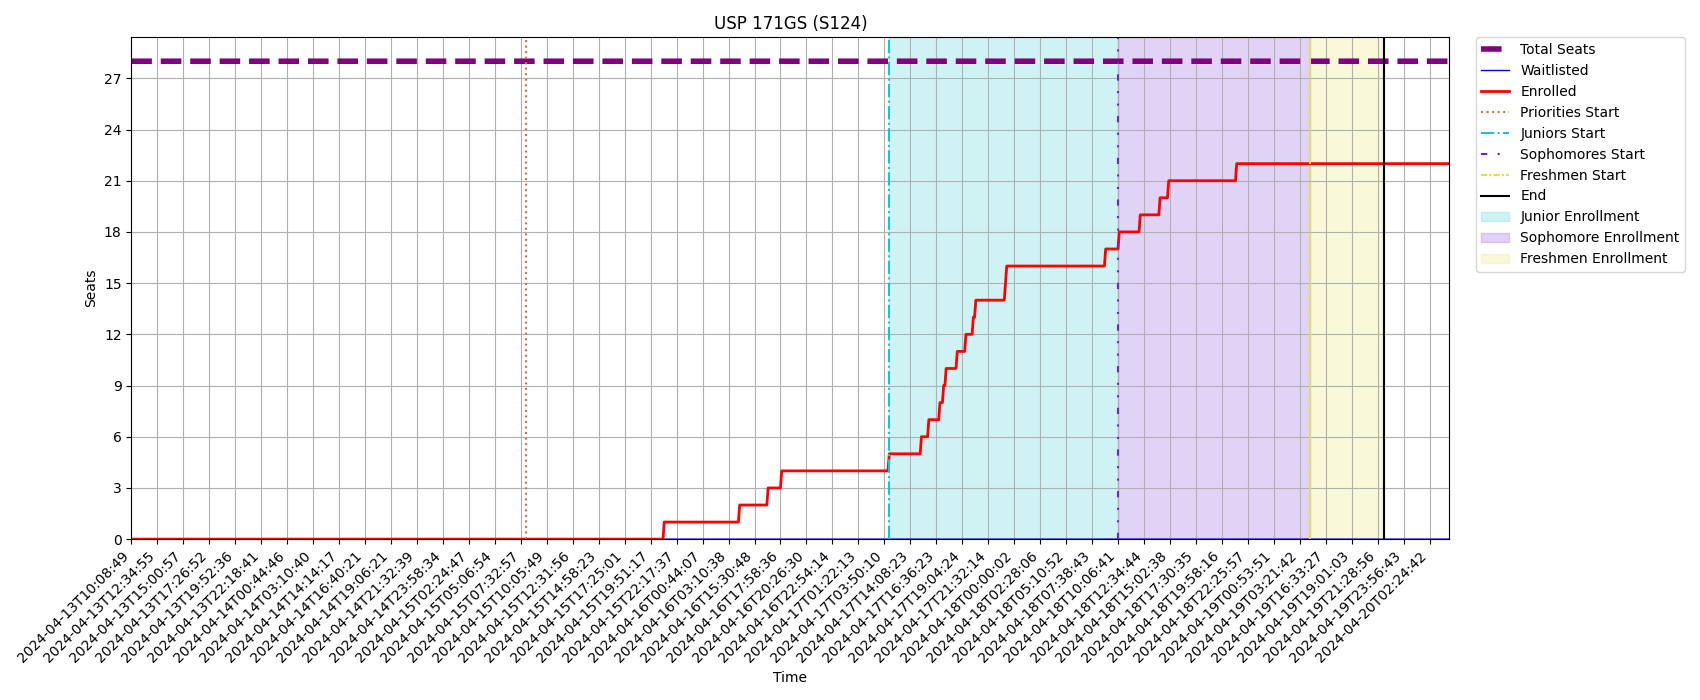 USP 171GS (S124)
Total Seats
Waitlisted
Enrolled
Priorities Start
Juniors Start
Sophomores Start
Freshmen Start
End
Junior Enrollment
Sophomore Enrollment
Freshmen Enrollment
Seats
27
24
21
18
15
12
9
6
3
0
2024-04-13T10:08:49
2024-04-13T12:34:55
2024-04-13T15:00:57
2024-04-13T17:26:52
2024-04-13T19:52:36
2024-04-13T22:18:41
2024-04-14T00:44:46
2024-04-14T03:10:40
2024-04-14T14:14:17
2024-04-14T16:40:21
2024-04-14T19:06:21
2024-04-14T21:32:39
2024-04-14T23:58:34
2024-04-15T02:24:47
2024-04-15T05:06:54
2024-04-15T07:32:57
2024-04-15T10:05:49
2024-04-15T12:31:56
2024-04-15T14:58:23
2024-04-15T17:25:01
2024-04-15T19:51:17
2024-04-15T22:17:37
2024-04-16T00:44:07
2024-04-16T03:10:38
2024-04-16T15:30:48
2024-04-16T17:58:36
2024-04-16T20:26:30
2024-04-16T22:54:14
2024-04-17T01:22:13
2024-04-17T03:50:10
2024-04-17T14:08:23
2024-04-17T16:36:23
2024-04-17T19:04:24
2024-04-17T21:32:14
2024-04-18T00:00:02
2024-04-18T02:28:06
2024-04-18T05:10:52
2024-04-18T07:38:43
2024-04-18T10:06:41
2024-04-18T12:34:44
2024-04-18T15:02:38
2024-04-18T17:30:35
2024-04-18T19:58:16
2024-04-18T22:25:57
2024-04-19T00:53:51
2024-04-19T03:21:42
2024-04-19T16:33:27
2024-04-19T19:01:03
2024-04-19T21:28:56
2024-04-19T23:56:43
2024-04-20T02:24:42
Time